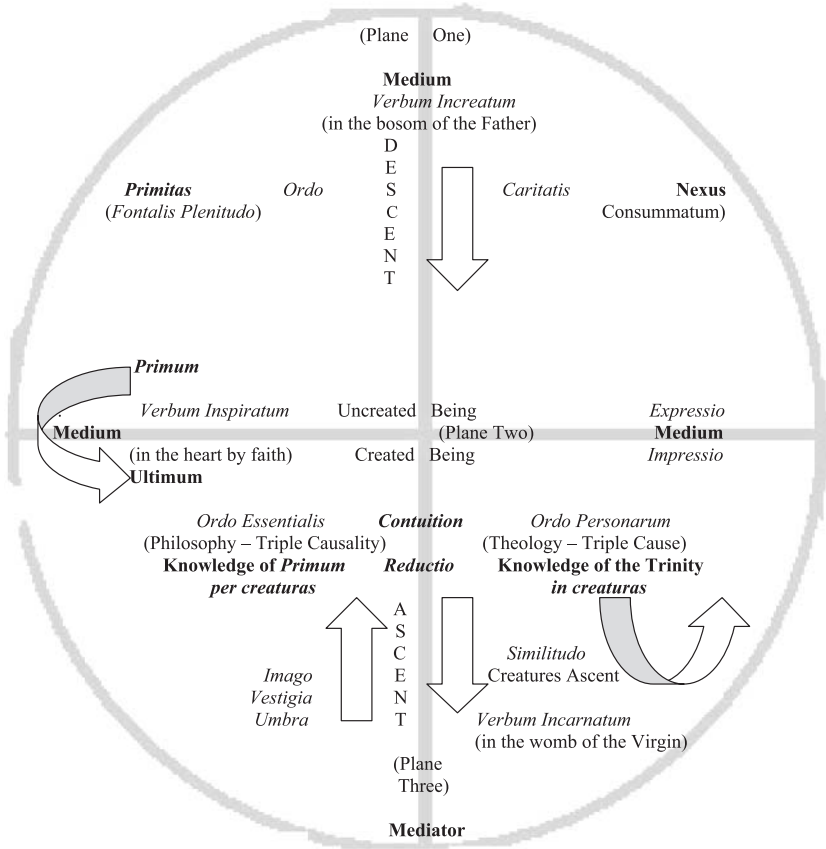 (Plane One)
Medium
Verbum Increatum
(in the bosom of the Father)
DESCENT
Primitas Ordo Caritatis Nexus
(Fontalis Plenitudo) Consummatum)
Primum
Verbum Inspiratum Uncreated Being Expressio
Medium (Plane Two) Medium
(in the heart by faith) Created Being Impressio
Ultimum
Ordo Essentialis Contuition Ordo Personarum
(Philosophy – Triple Causality) (Theology – Triple Cause)
Knowledge of Primum Reductio Knowledge of the Trinity
per creaturas in creaturas
ASCENT
Similitudo
Imago Creatures Ascent
Vestigia
Umbra Verbum Incarnatum
(in the womb of the Virgin)
(Plane
Three)
Mediator